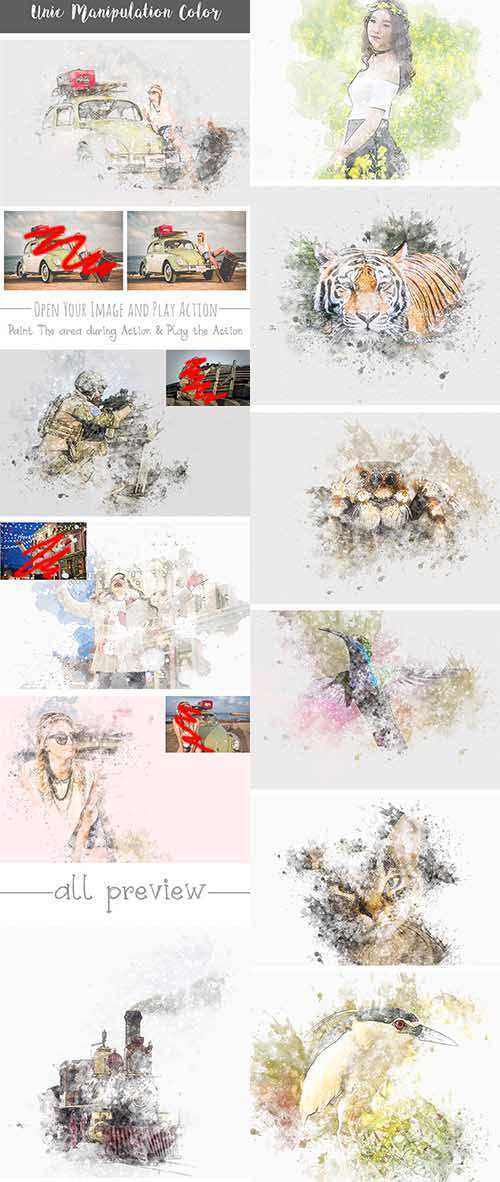 Unic Manipulation Color
Open Your Image and Play Action
Paint The area during Action & Play the Action
all preview